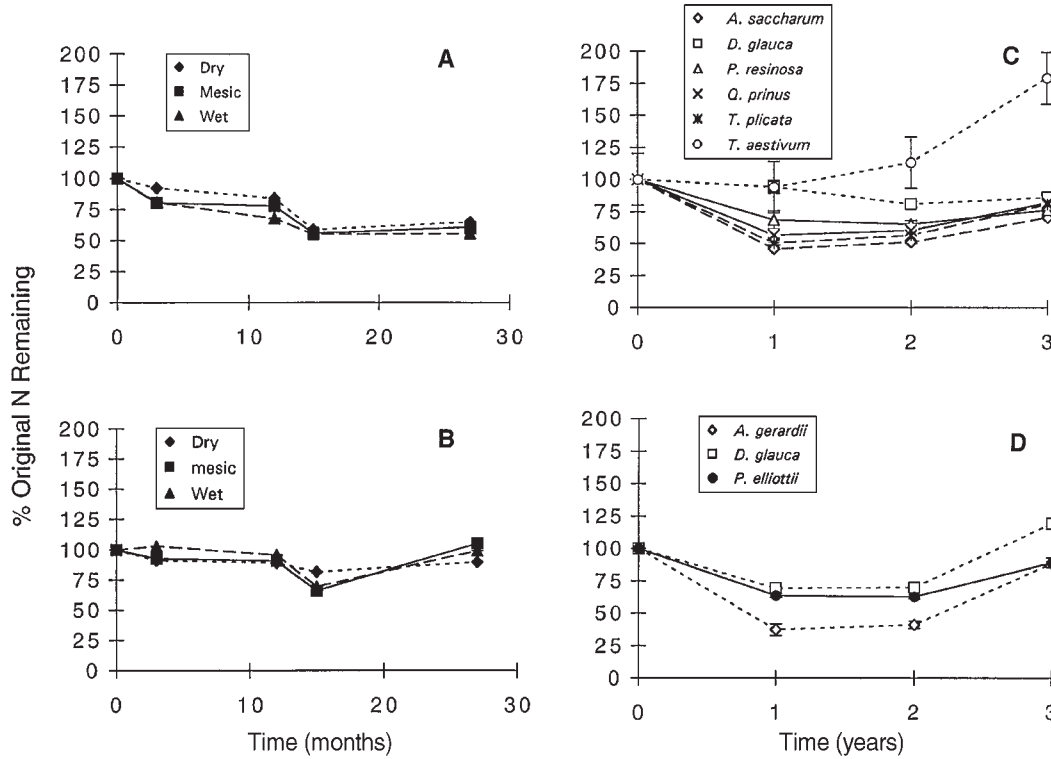 % Original N Remaining
A
Dry
Mesic
Wet
200
175
150
125
100
75
50
25
0
0
10
20
30
B
Dry
mesic
Wet
200
175
150
125
100
75
50
25
0
0
10
20
30
Time (months)
C
A. saccharum
D. glauca
P. resinosa
Q. prinus
T. plicata
T. aestivum
200
175
150
125
100
75
50
25
0
0
1
2
3
D
A. gerardii
D. glauca
P. elliottii
200
175
150
125
100
75
50
25
0
0
1
2
3
Time (years)